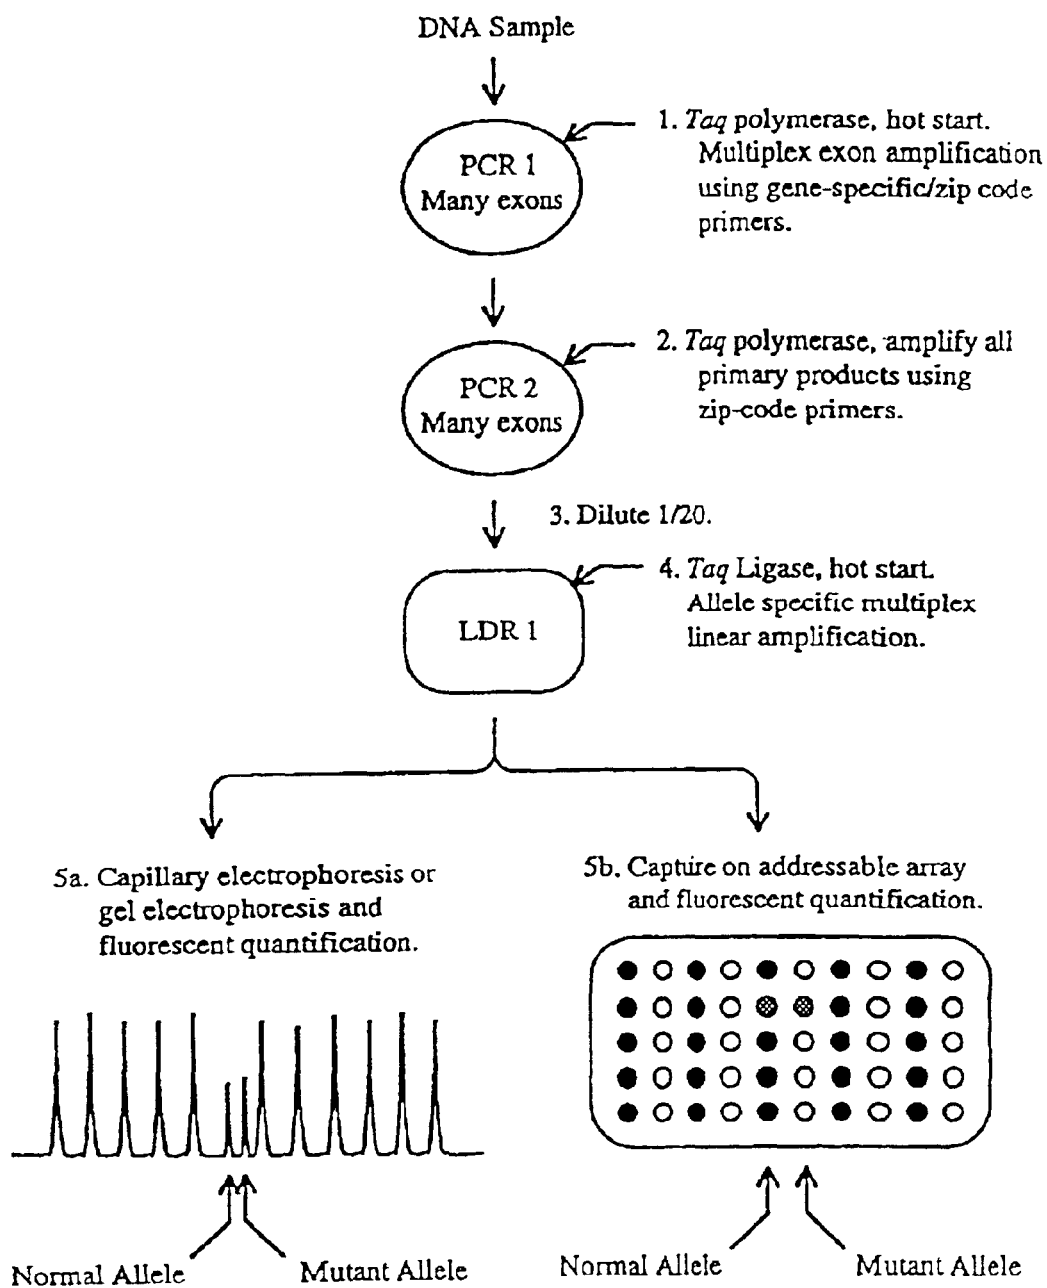 DNA Sample
PCR 1
Many exons
1. Taq polymerase, hot start.
Multiplex exon amplification
using gene-specific/zip code
primers.
PCR 2
Many exons
2. Taq polymerase, amplify all
primary products using
zip-code primers.
3. Dilute 1/20.
LDR 1
4. Taq Ligase, hot start.
Allele specific multiplex
linear amplification.
5a. Capillary electrophoresis or
gel electrophoresis and
fluorescent quantification.
5b. Capture on addressable array
and fluorescent quantification.
Normal Allele
Mutant Allele
Normal Allele
Mutant Allele